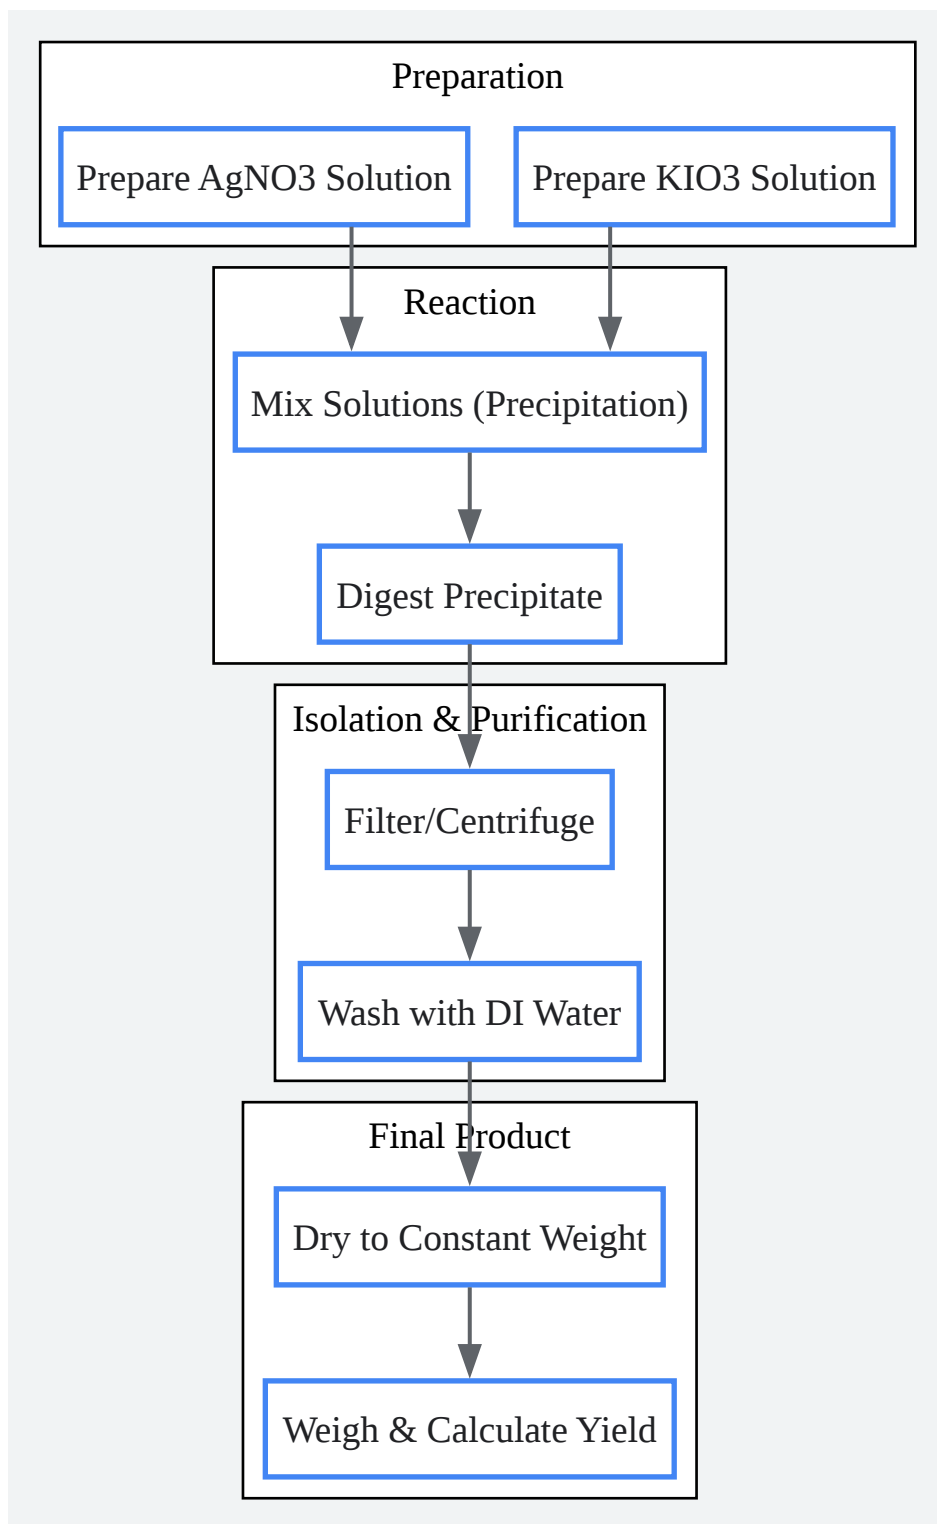 Preparation
Prepare AgNO3 Solution
Prepare KIO3 Solution
Reaction
Mix Solutions (Precipitation)
Digest Precipitate
Isolation & Purification
Filter/Centrifuge
Wash with DI Water
Final Product
Dry to Constant Weight
Weigh & Calculate Yield